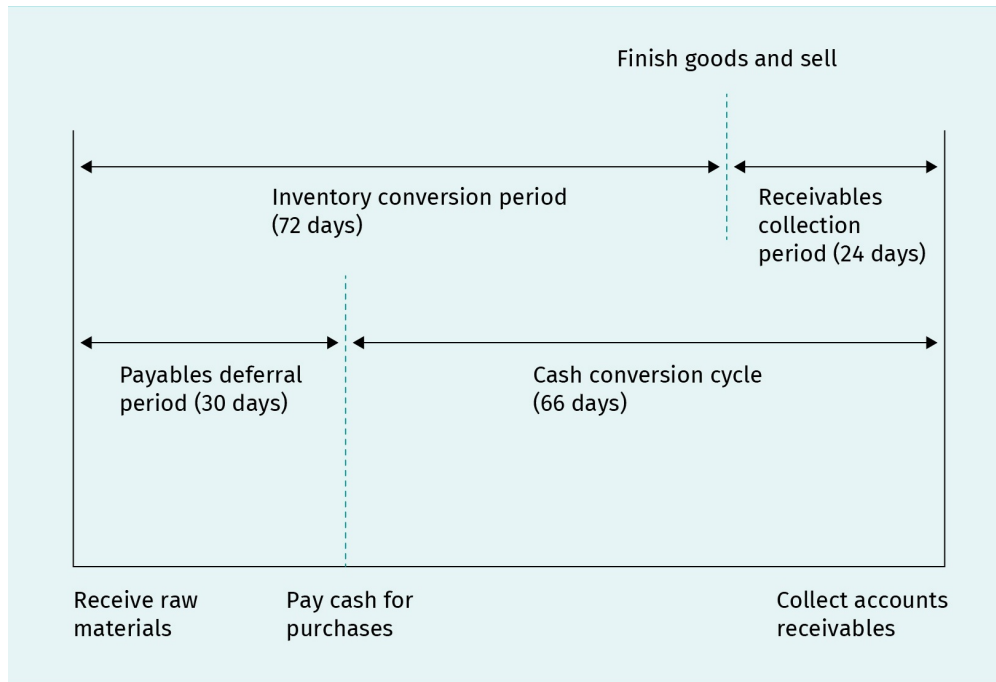 Finish goods and sell
Inventory conversion period
(72 days)
Receivables
collection
period (24 days)
Payables deferral
period (30 days)
Cash conversion cycle
(66 days)
Receive raw
materials
Pay cash for
purchases
Collect accounts
receivables